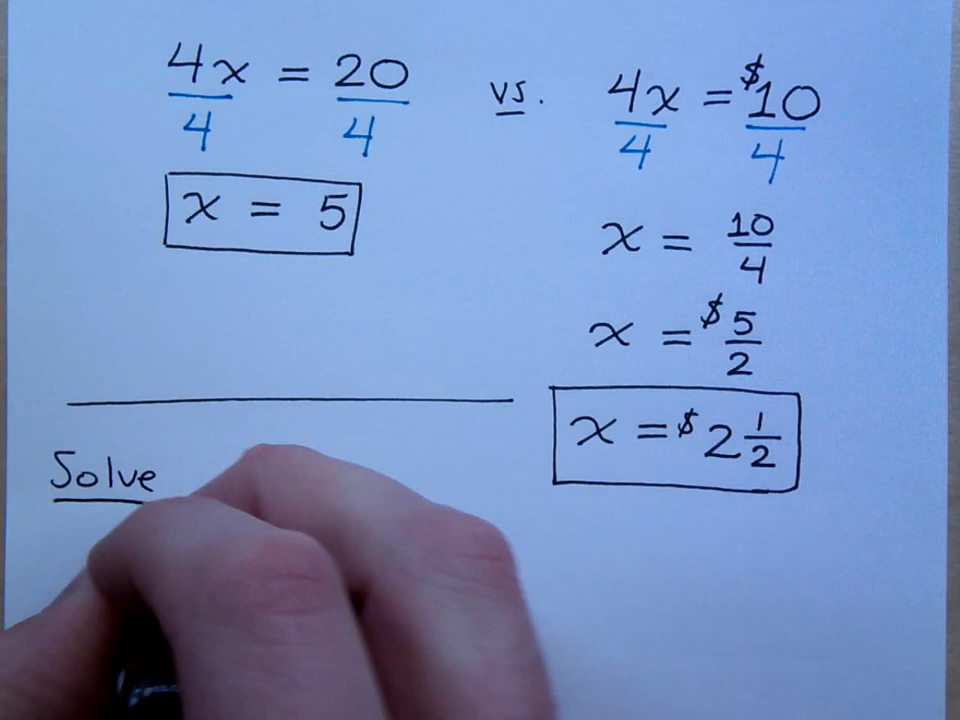 4x = 20
4 4
x = 5
vs.
4x = $10
4 4
x = 10/4
x = $ 5/2
x = $ 2 1/2
Solve